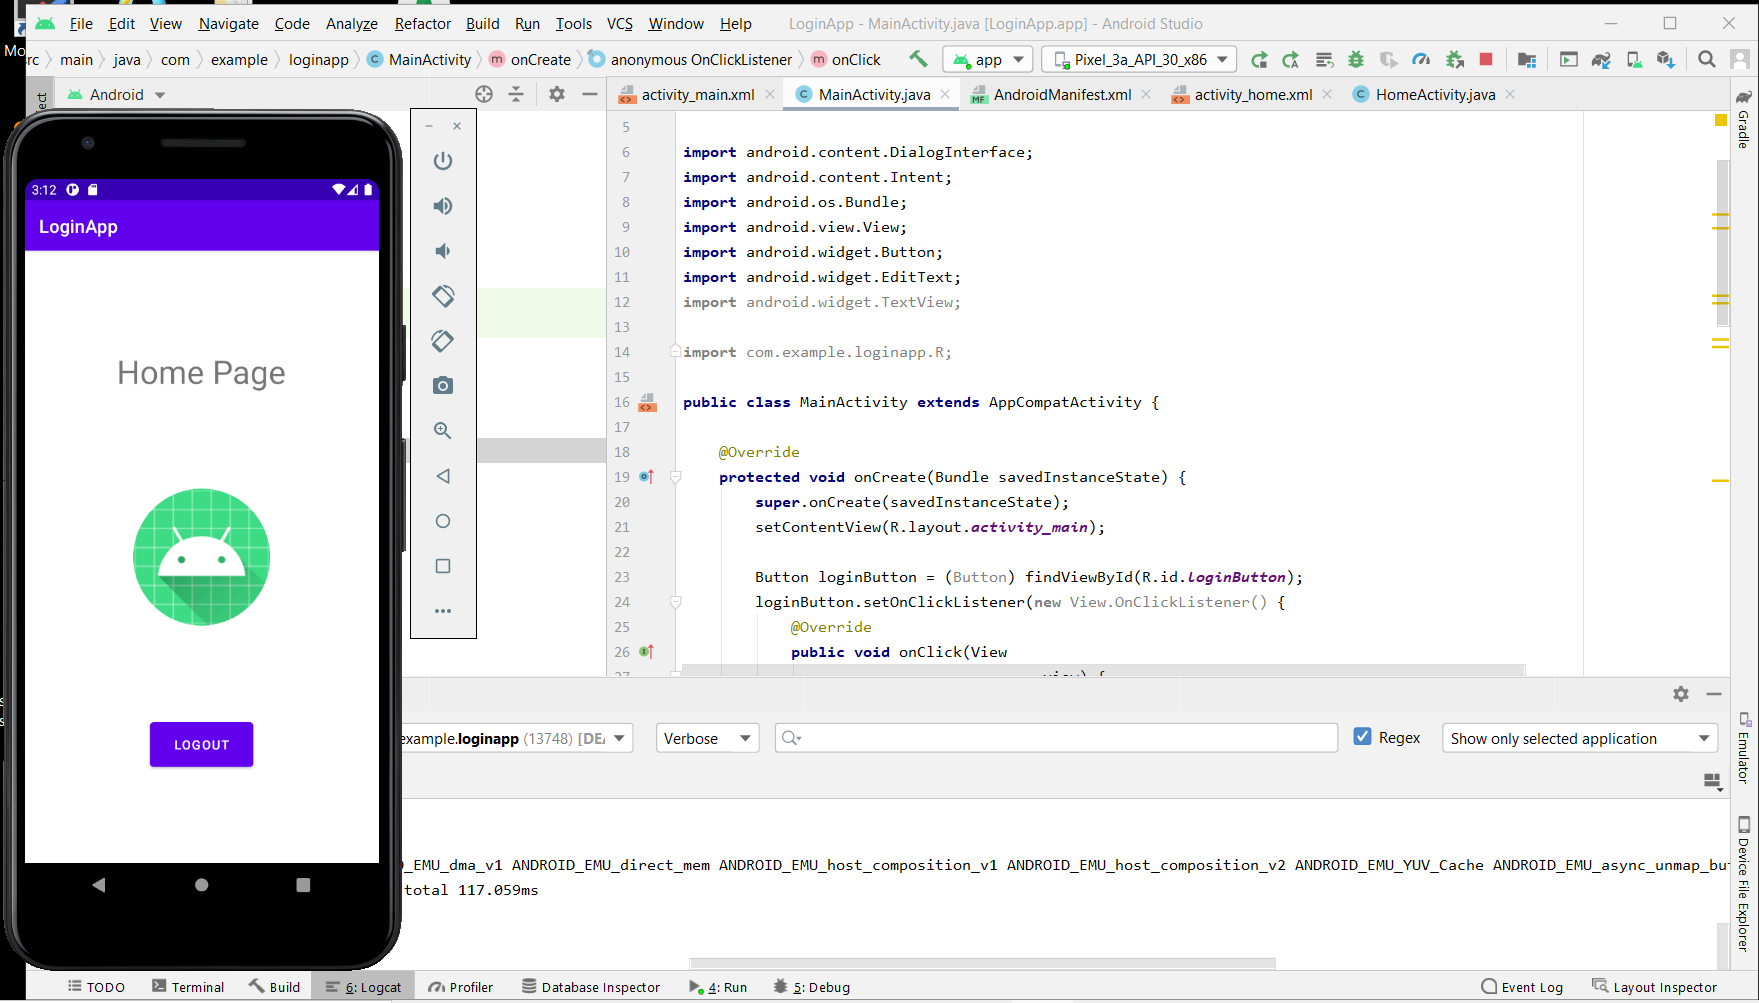 Mo
File Edit View Navigate Code Analyze Refactor Build Run Tools VCS Window Help LoginApp - MainActivity.java [LoginApp.app] - Android Studio
rc main java com example loginapp MainActivity onCreate anonymous OnClickListener onClick app Pixel_3a_API_30_x86
Android
activity_main.xml MainActivity.java AndroidManifest.xml activity_home.xml HomeActivity.java
Gradle
5
6 import android.content.DialogInterface;
7 import android.content.Intent;
8 import android.os.Bundle;
9 import android.view.View;
10 import android.widget.Button;
11 import android.widget.EditText;
12 import android.widget.TextView;
13
14 import com.example.loginapp.R;
15
16 public class MainActivity extends AppCompatActivity {
17
18 @Override
19 protected void onCreate(Bundle savedInstanceState) {
20 super.onCreate(savedInstanceState);
21 setContentView(R.layout.activity_main);
22
23 Button loginButton = (Button) findViewById(R.id.loginButton);
24 loginButton.setOnClickListener(new View.OnClickListener() {
25 @Override
26 public void onClick(View
27 view) {
3:12
LoginApp
Home Page
LOGOUT
example.loginapp (13748) [DEA Verbose Regex Show only selected application
Emulator
Device File Explorer
D_EMU_dma_v1 ANDROID_EMU_direct_mem ANDROID_EMU_host_composition_v1 ANDROID_EMU_host_composition_v2 ANDROID_EMU_YUV_Cache ANDROID_EMU_async_unmap_bu
total 117.059ms
TODO Terminal Build 6: Logcat Profiler Database Inspector 4: Run 5: Debug Event Log Layout Inspector